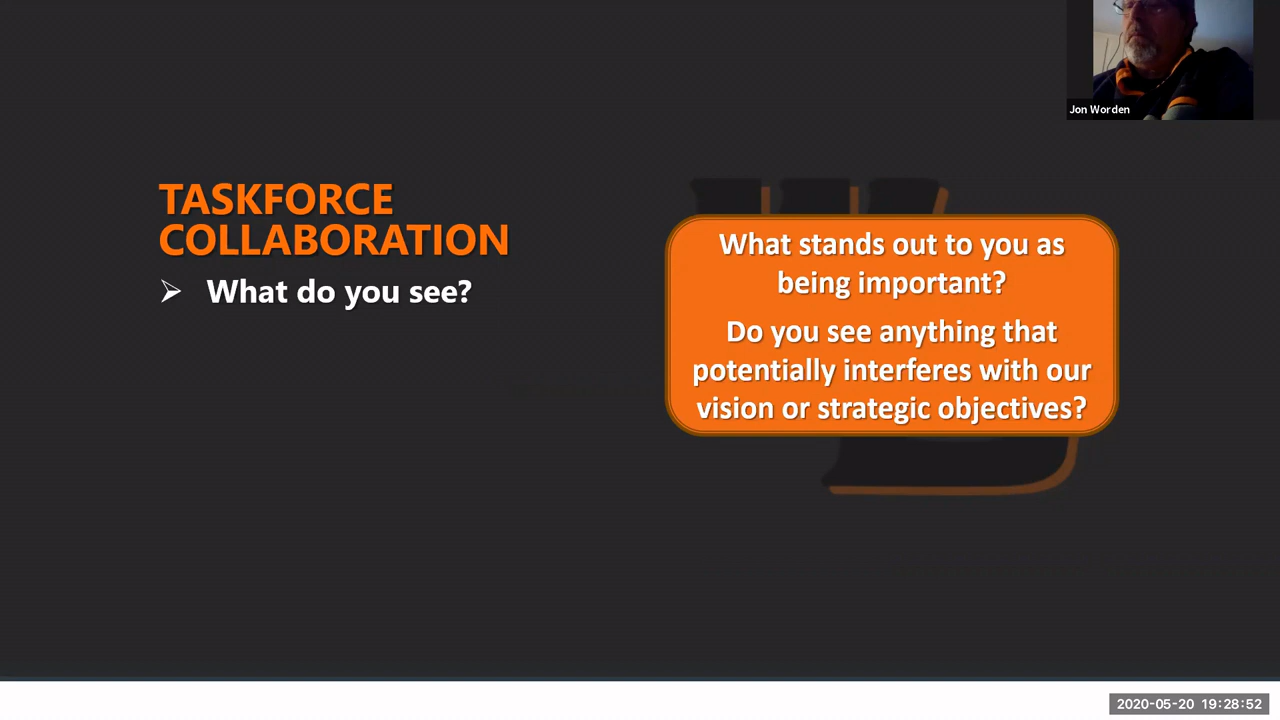 Jon Worden
TASKFORCE
COLLABORATION
➢ What do you see?
What stands out to you as
being important?
Do you see anything that
potentially interferes with our
vision or strategic objectives?
2020-05-20 19:28:52